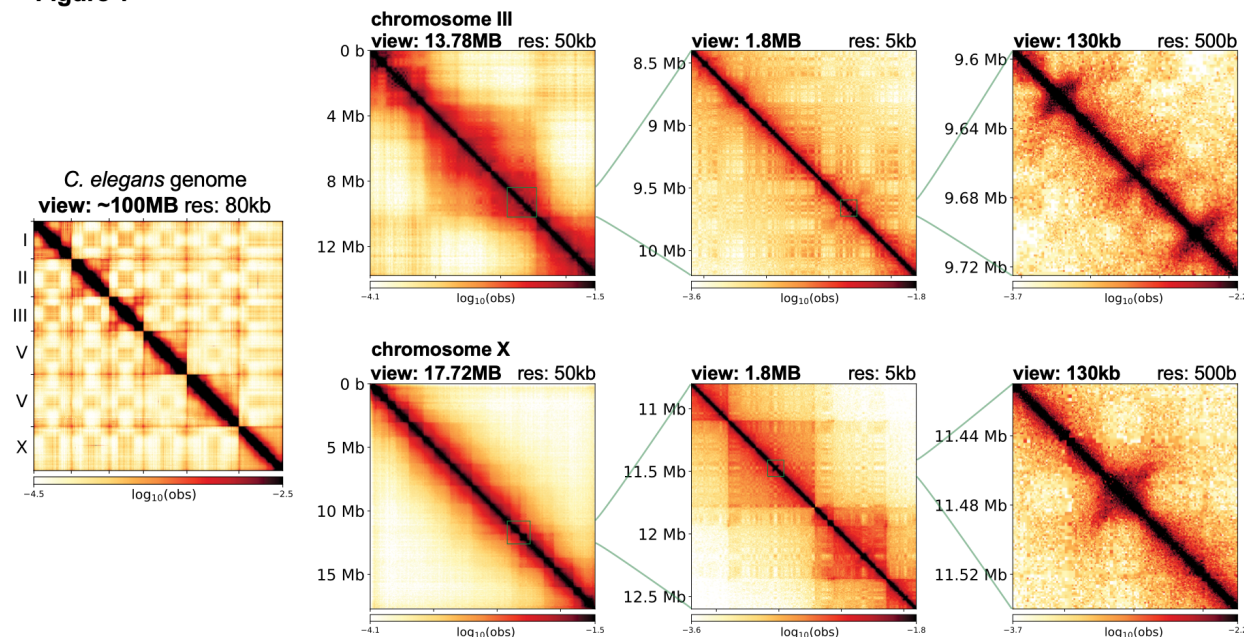 C. elegans genome
view: ~100MB res: 80kb
I
II
III
V
V
X
−4.5
log10(obs)
−2.5
chromosome III
view: 13.78MB res: 50kb
0 b
4 Mb
8 Mb
12 Mb
−4.1
log10(obs)
−1.5
view: 1.8MB res: 5kb
8.5 Mb
9 Mb
9.5 Mb
10 Mb
−3.6
log10(obs)
−1.8
view: 130kb res: 500b
9.6 Mb
9.64 Mb
9.68 Mb
9.72 Mb
−3.7
log10(obs)
chromosome X
view: 17.72MB res: 50kb
0 b
5 Mb
10 Mb
15 Mb
−4.1
log10(obs)
−1.5
view: 1.8MB res: 5kb
11 Mb
11.5 Mb
12 Mb
12.5 Mb
−3.6
log10(obs)
−1.8
view: 130kb res: 500b
11.44 Mb
11.48 Mb
11.52 Mb
−3.7
log10(obs)